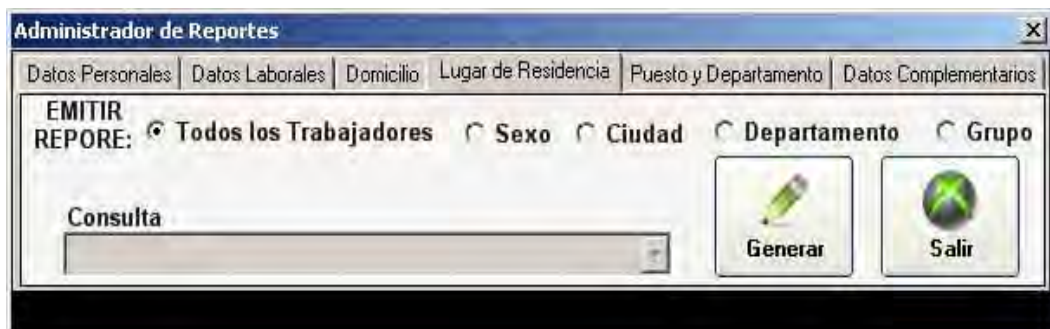 Administrador de Reportes
Datos Personales Datos Laborales Domicilio Lugar de Residencia Puesto y Departamento Datos Complementarios
EMITIR
REPORE: Todos los Trabajadores Sexo Ciudad Departamento Grupo
Consulta
Generar Salir